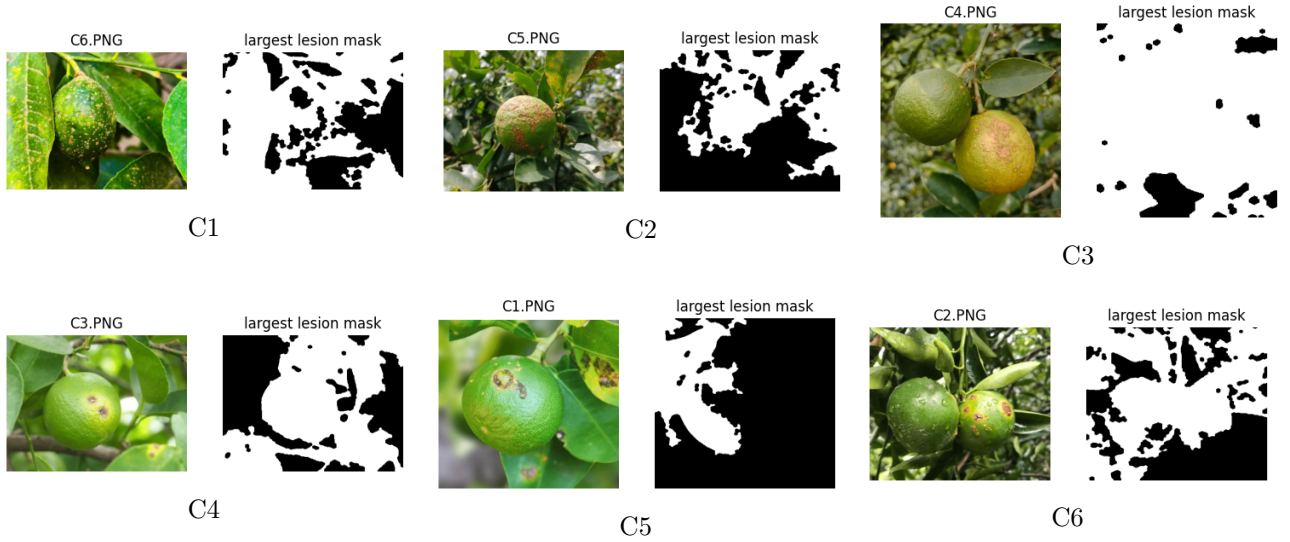 C6.PNG
largest lesion mask
C1
C5.PNG
largest lesion mask
C2
C4.PNG
largest lesion mask
C3
C3.PNG
largest lesion mask
C4
C1.PNG
largest lesion mask
C5
C2.PNG
largest lesion mask
C6